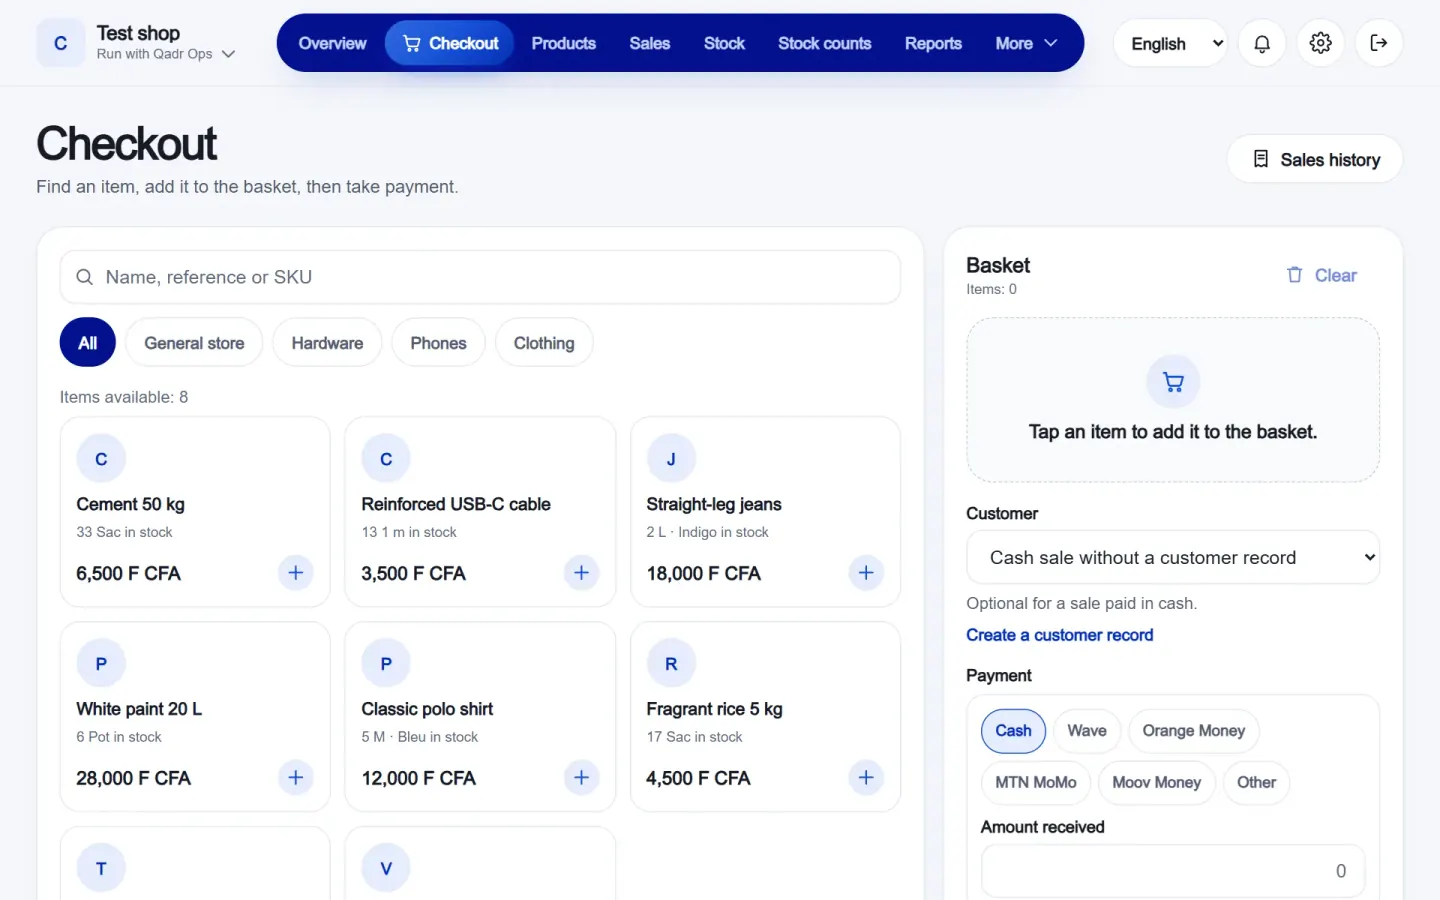 C
Test shop
Run with Qadr Ops
Overview
Checkout
Products
Sales
Stock
Stock counts
Reports
More
English
Checkout
Find an item, add it to the basket, then take payment.
Sales history
Name, reference or SKU
All
General store
Hardware
Phones
Clothing
Items available: 8
C
Cement 50 kg
33 Sac in stock
6,500 F CFA
C
Reinforced USB-C cable
13 1 m in stock
3,500 F CFA
J
Straight-leg jeans
2 L · Indigo in stock
18,000 F CFA
P
White paint 20 L
6 Pot in stock
28,000 F CFA
P
Classic polo shirt
5 M · Bleu in stock
12,000 F CFA
R
Fragrant rice 5 kg
17 Sac in stock
4,500 F CFA
T
V
Basket
Items: 0
Clear
Tap an item to add it to the basket.
Customer
Cash sale without a customer record
Optional for a sale paid in cash.
Create a customer record
Payment
Cash
Wave
Orange Money
MTN MoMo
Moov Money
Other
Amount received
0